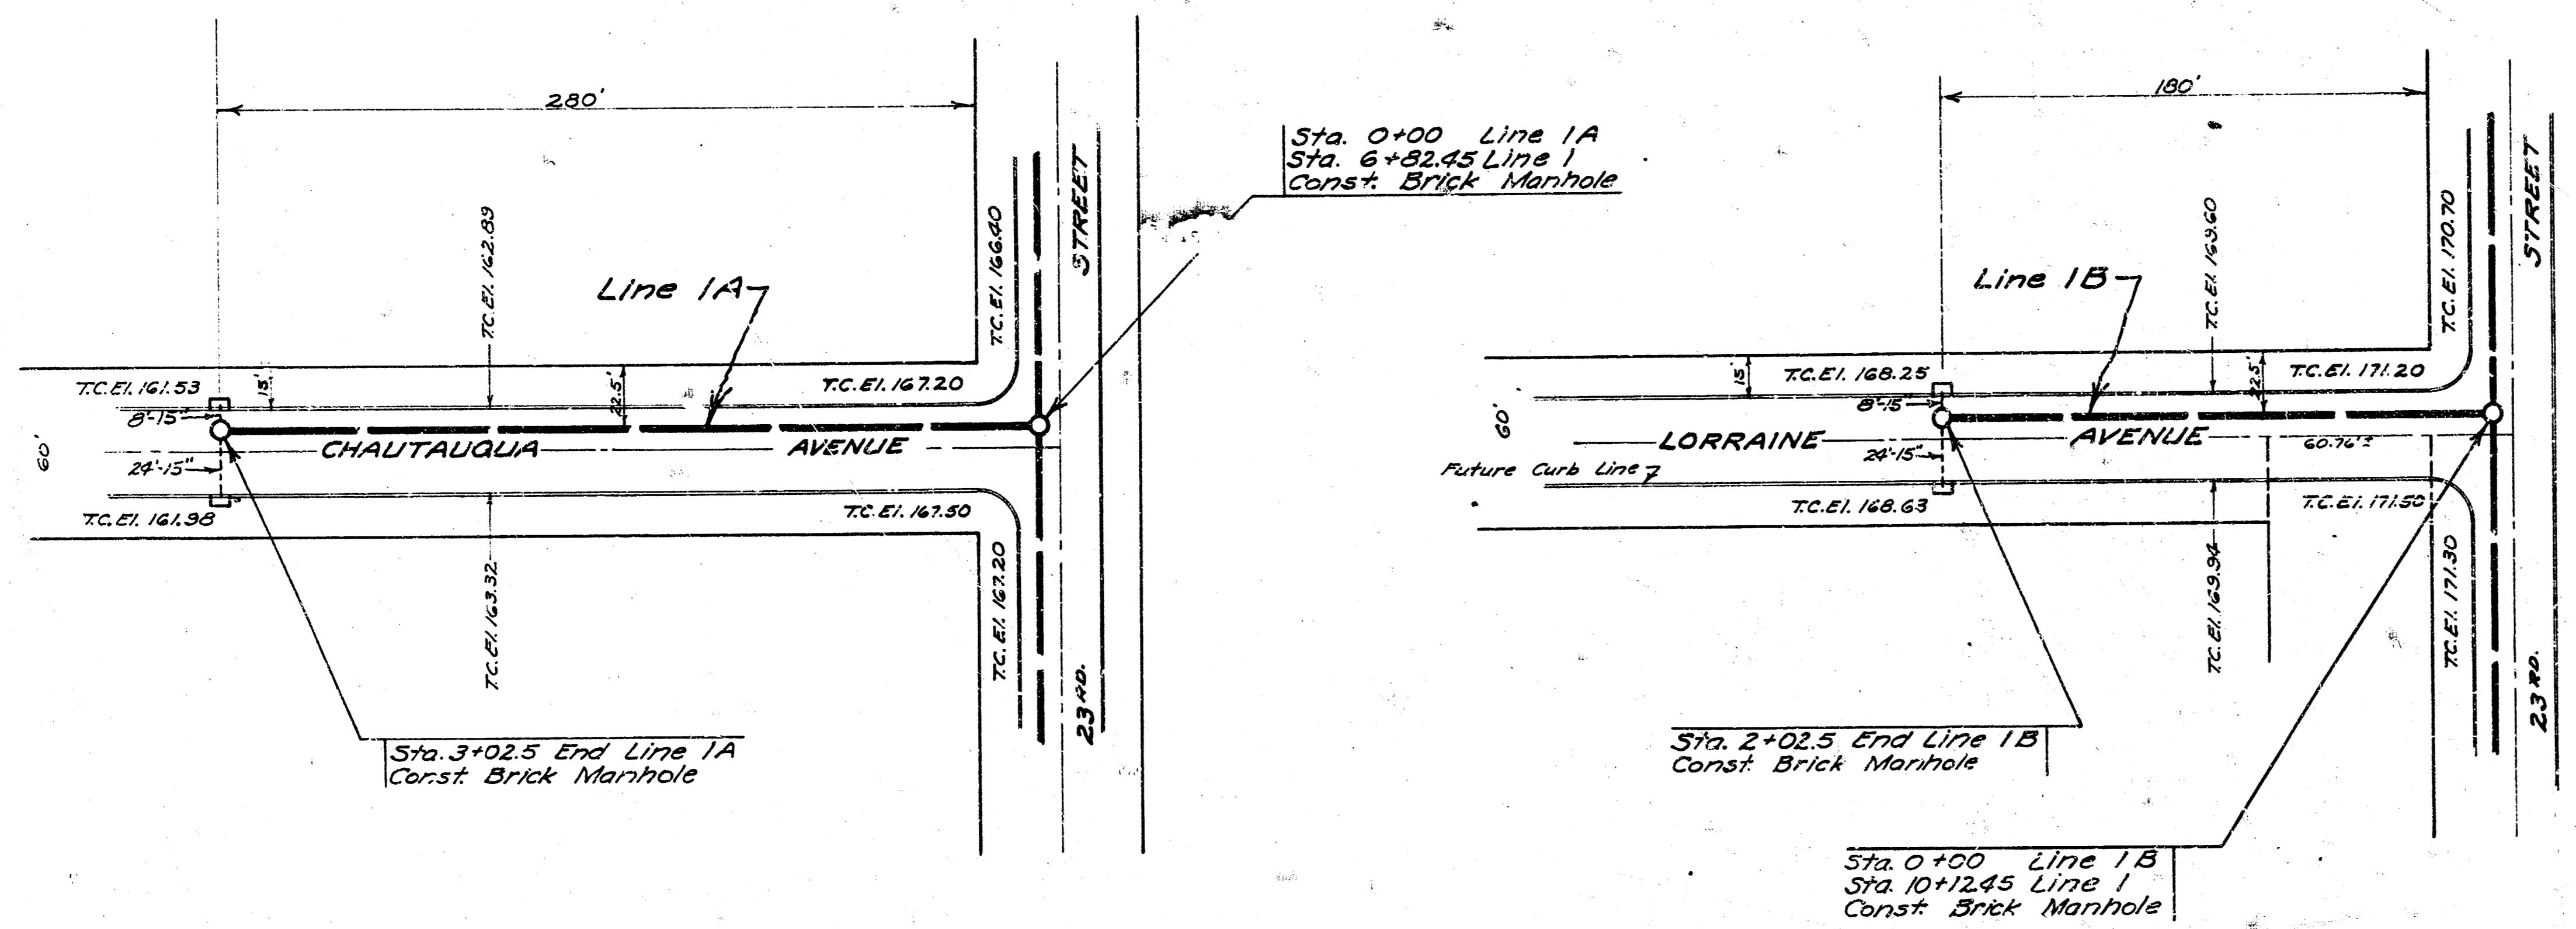 280'
Sta. 0+00 Line 1A
Sta. 6+82.45 Line 1
Const. Brick Manhole
STREET
T.C.El. 162.89
T.C.El. 166.40
Line 1A
T.C.El. 161.53
15'
22.5'
T.C.El. 167.20
8'-15"
60'
CHAUTAUQUA AVENUE
24'-15"
T.C.El. 161.98
T.C.El. 167.50
T.C.El. 163.32
T.C.El. 167.20
23RD.
Sta. 3+02.5 End Line 1A
Const. Brick Manhole
180'
STREET
T.C.El. 169.60
T.C.El. 170.70
Line 1B
15'
T.C.El. 168.25
22.5'
T.C.El. 171.20
8'-15"
60'
LORRAINE AVENUE
60.76'±
24'-15"
Future Curb Line
T.C.El. 168.63
T.C.El. 171.50
T.C.El. 169.94
T.C.El. 171.30
23RD.
Sta. 2+02.5 End Line 1B
Const. Brick Manhole
Sta. 0+00 Line 1B
Sta. 10+12.45 Line 1
Const. Brick Manhole